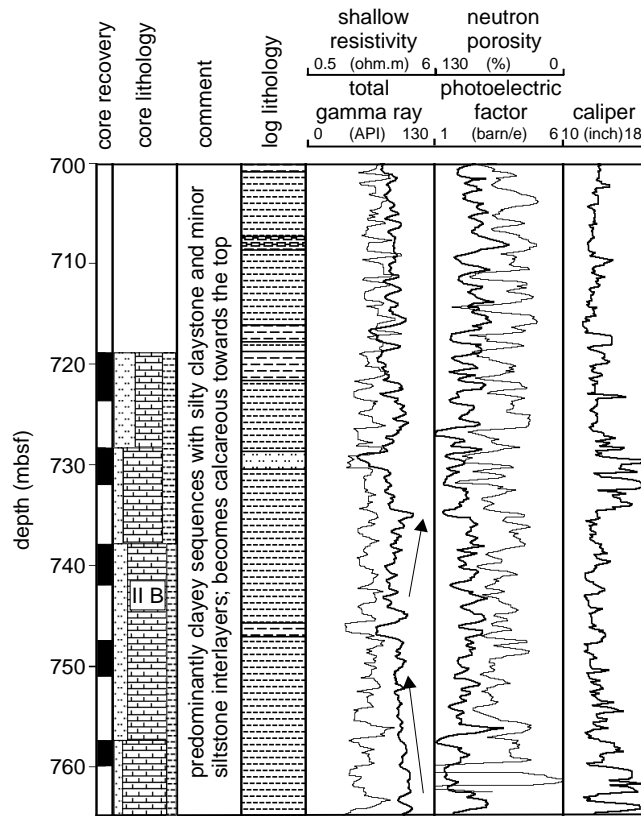 core recovery
core lithology
comment
log lithology
shallow
resistivity
0.5 (ohm.m) 6
total
gamma ray
0 (API) 130
neutron
porosity
130 (%) 0
photoelectric
factor
1 (barn/e) 6
caliper
10 (inch) 18
depth (mbsf)
700
710
720
730
740
750
760
II B
predominantly clayey sequences with silty claystone and minor
siltstone interlayers; becomes calcareous towards the top